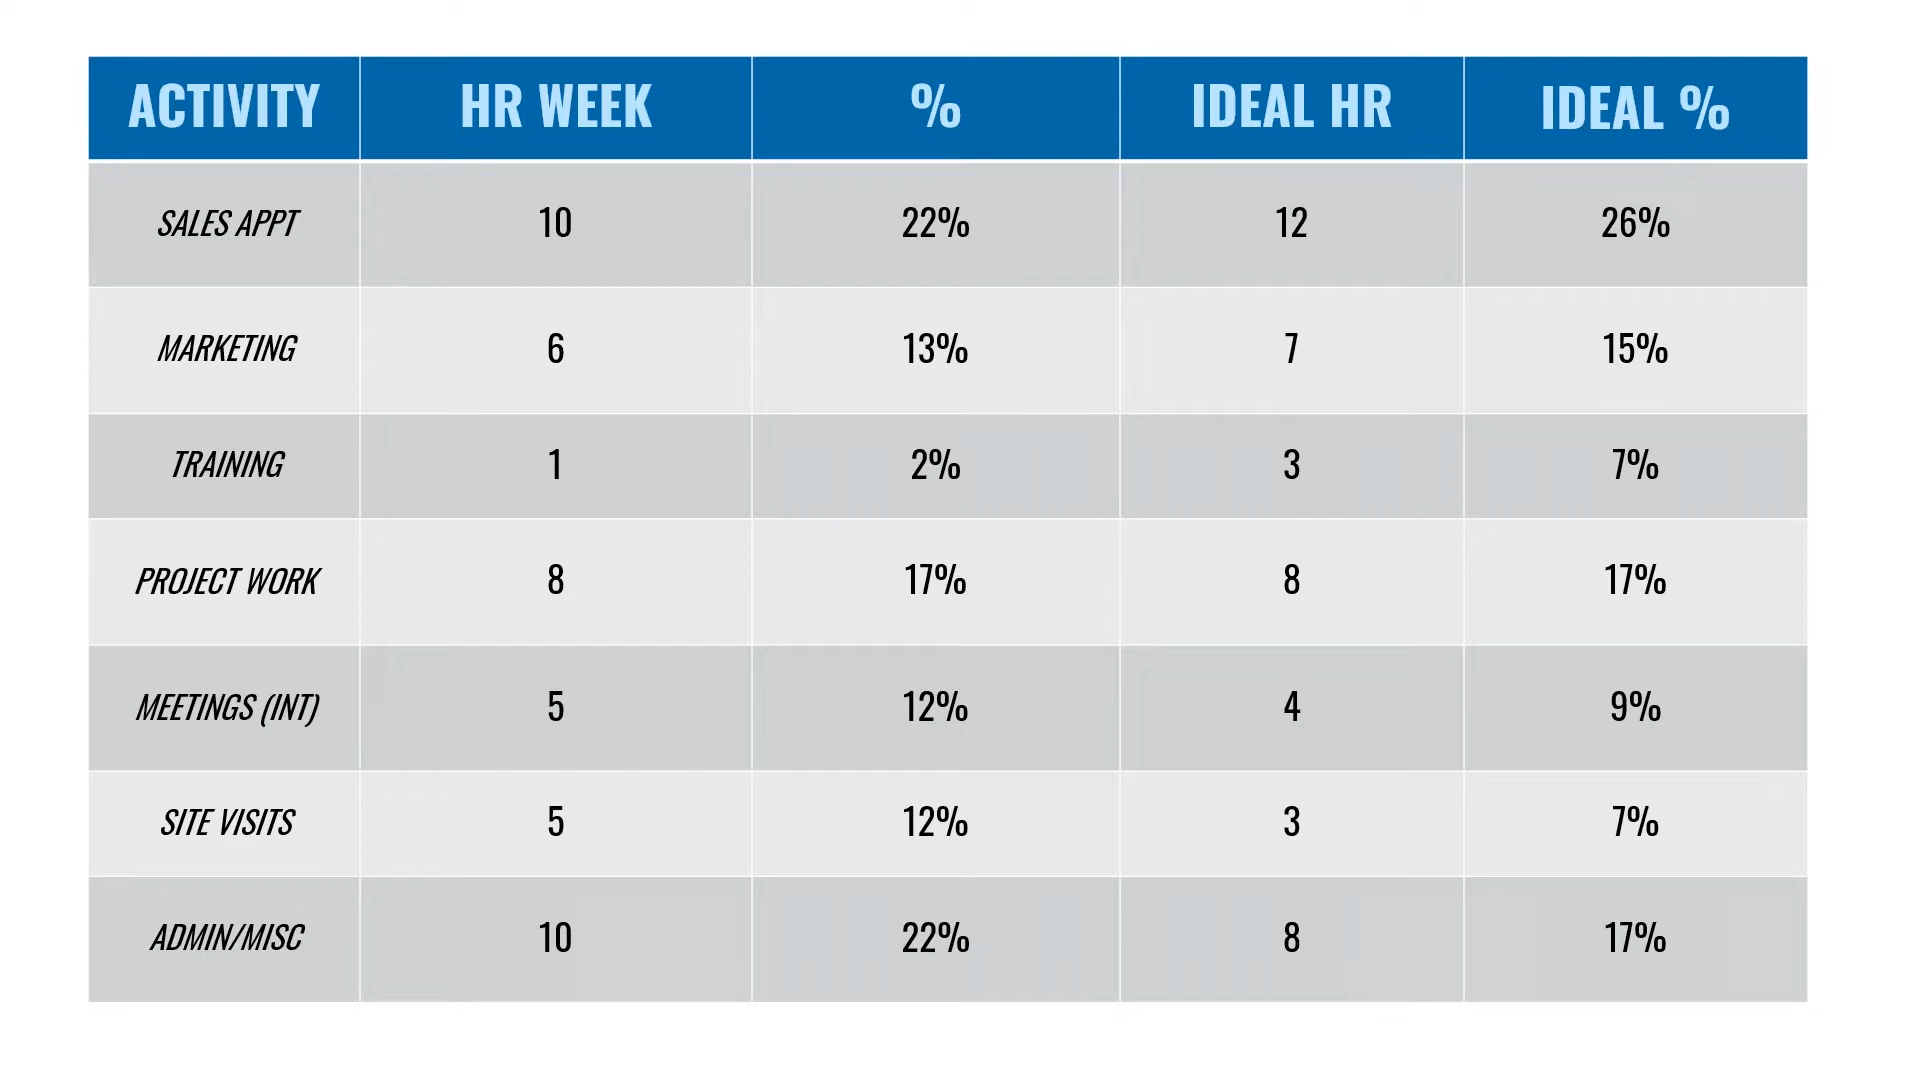 ACTIVITY HR WEEK % IDEAL HR IDEAL %
SALES APPT 10 22% 12 26%
MARKETING 6 13% 7 15%
TRAINING 1 2% 3 7%
PROJECT WORK 8 17% 8 17%
MEETINGS (INT) 5 12% 4 9%
SITE VISITS 5 12% 3 7%
ADMIN/MISC 10 22% 8 17%